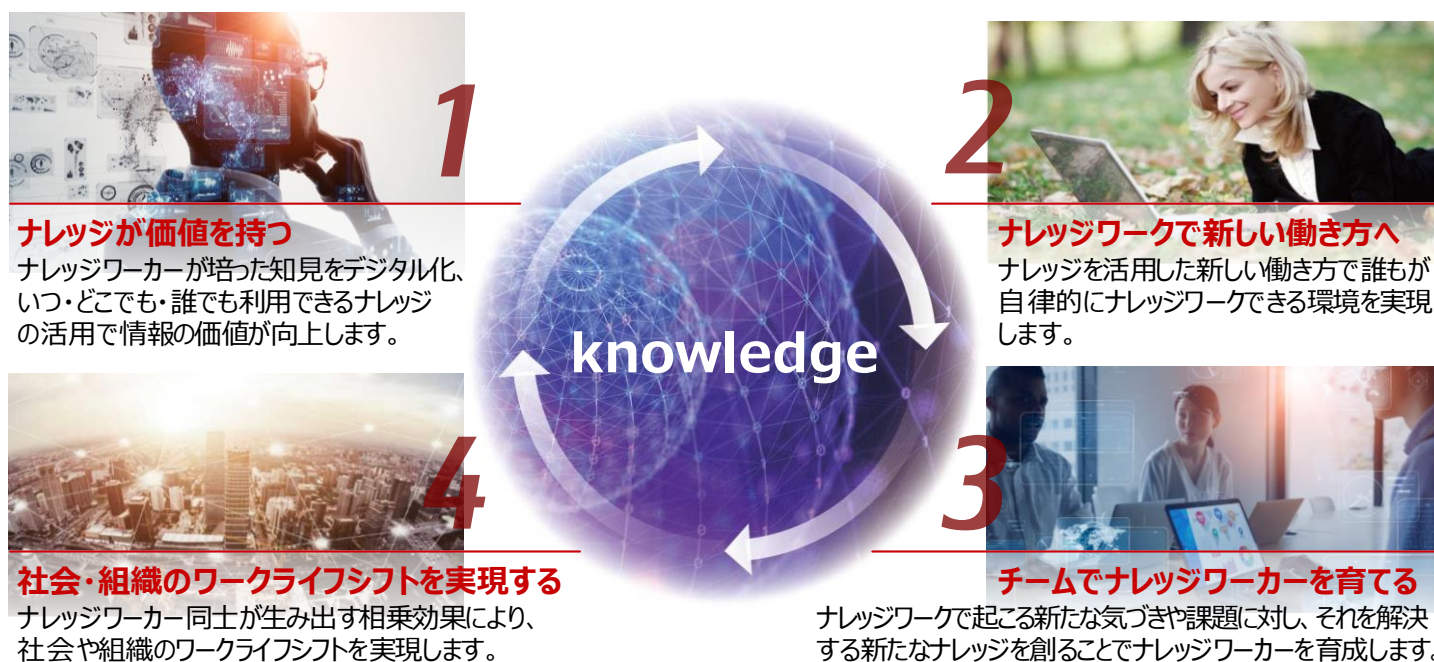 1
ナレッジが価値を持つ
ナレッジワーカーが培った知見をデジタル化、
いつ・どこでも・誰でも利用できるナレッジ
の活用で情報の価値が向上します。
2
ナレッジワークで新しい働き方へ
ナレッジを活用した新しい働き方で誰もが
自律的にナレッジワークできる環境を実現
します。
knowledge
3
チームでナレッジワーカーを育てる
ナレッジワークで起こる新たな気づきや課題に対し、それを解決
する新たなナレッジを創ることでナレッジワーカーを育成します。
4
社会・組織のワークライフシフトを実現する
ナレッジワーカー同士が生み出す相乗効果により、
社会や組織のワークライフシフトを実現します。